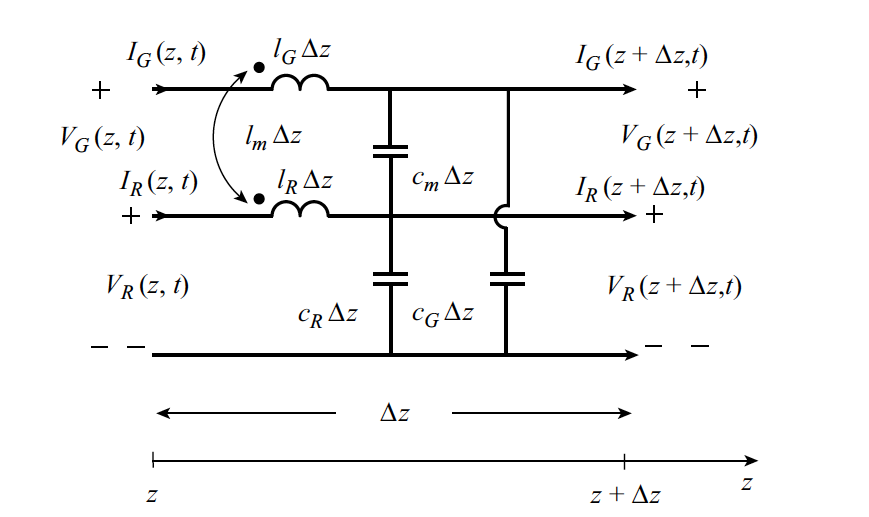 I_G(z, t) l_G Δz I_G(z + Δz,t)
+ +
V_G(z, t) l_m Δz V_G(z + Δz,t)
I_R(z, t) l_R Δz c_m Δz I_R(z + Δz,t)
+ +
V_R(z, t) V_R(z + Δz,t)
c_R Δz c_G Δz
− − − −
Δz
z z + Δz z